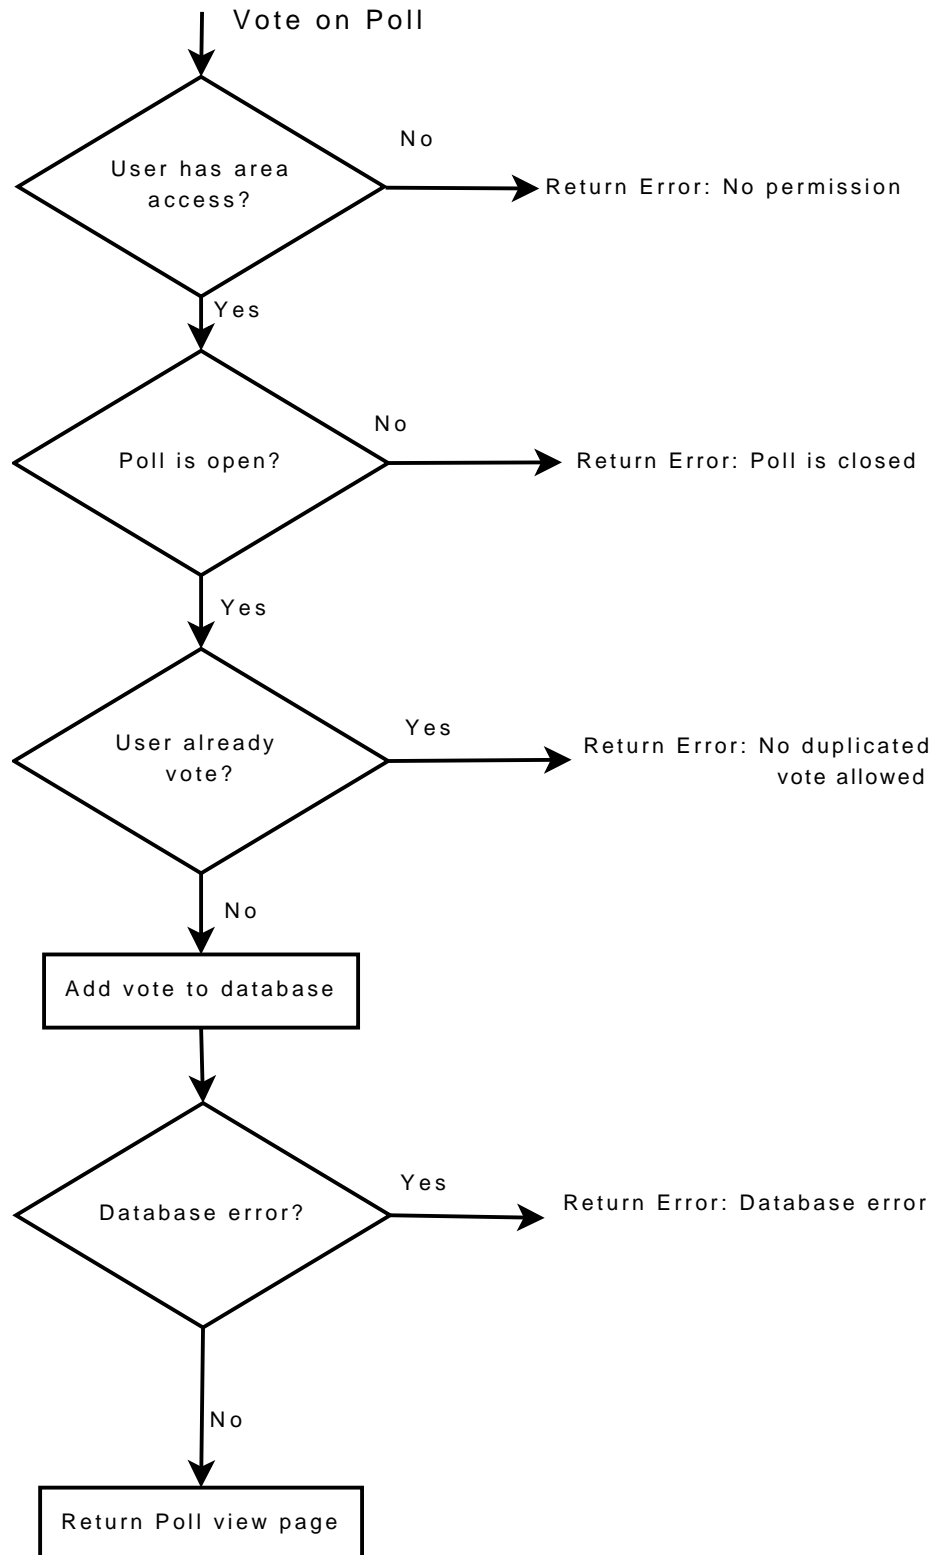 Vote on Poll
No
User has area
access?
Return Error: No permission
Yes
No
Poll is open?
Return Error: Poll is closed
Yes
Yes
User already
vote?
Return Error: No duplicated
vote allowed
No
Add vote to database
Yes
Database error?
Return Error: Database error
No
Return Poll view page